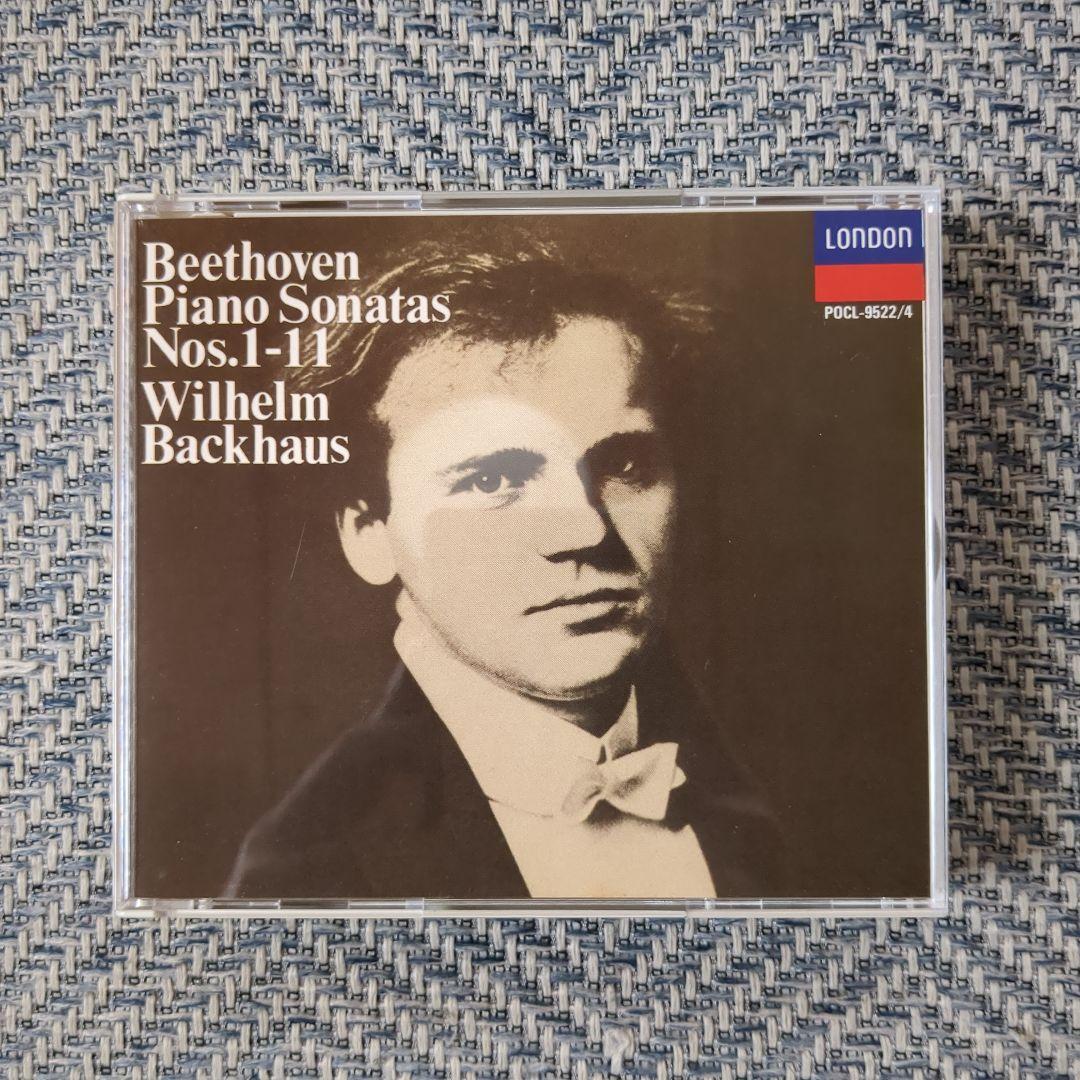 Beethoven
Piano Sonatas
Nos.1-11
Wilhelm
Backhaus
LONDON
POCL-9522/4